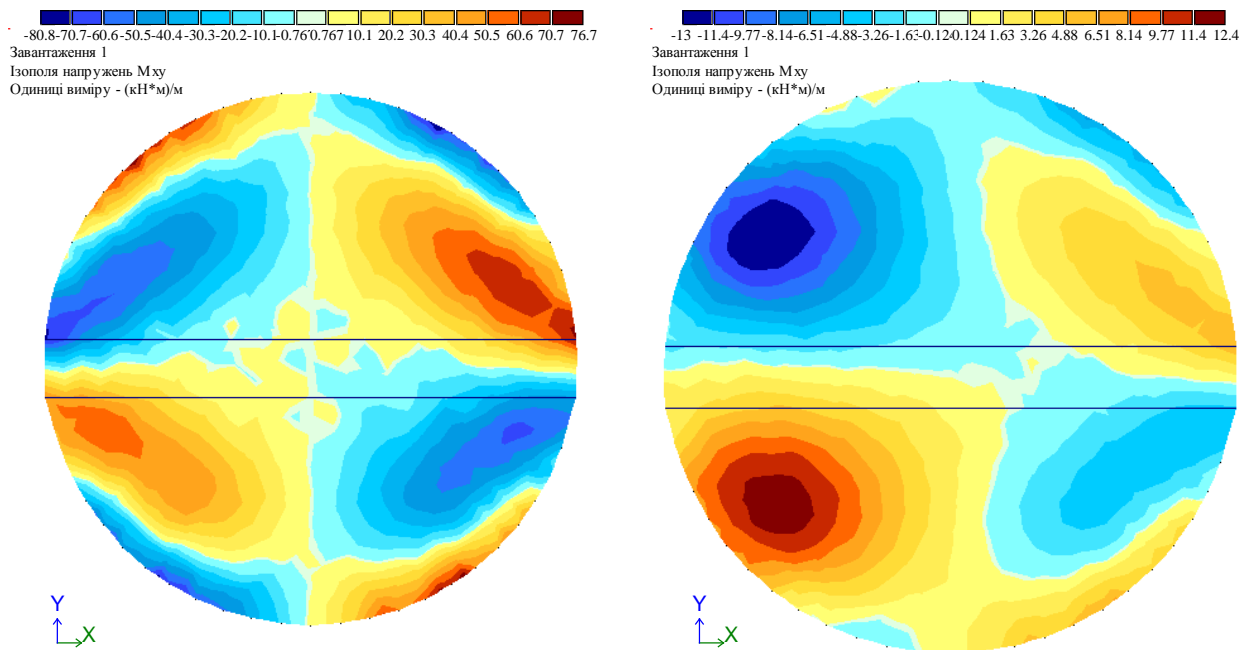 -80.8-70.7-60.6-50.5-40.4-30.3-20.2-10.1-0.7670.767 10.1 20.2 30.3 40.4 50.5 60.6 70.7 76.7
Завантаження 1
Ізополя напружень Mxy
Одиниці виміру - (кН*м)/м
Y
X
-13 -11.4-9.77-8.14-6.51-4.88-3.26-1.63-0.1240.124 1.63 3.26 4.88 6.51 8.14 9.77 11.4 12.4
Завантаження 1
Ізополя напружень Mxy
Одиниці виміру - (кН*м)/м
Y
X